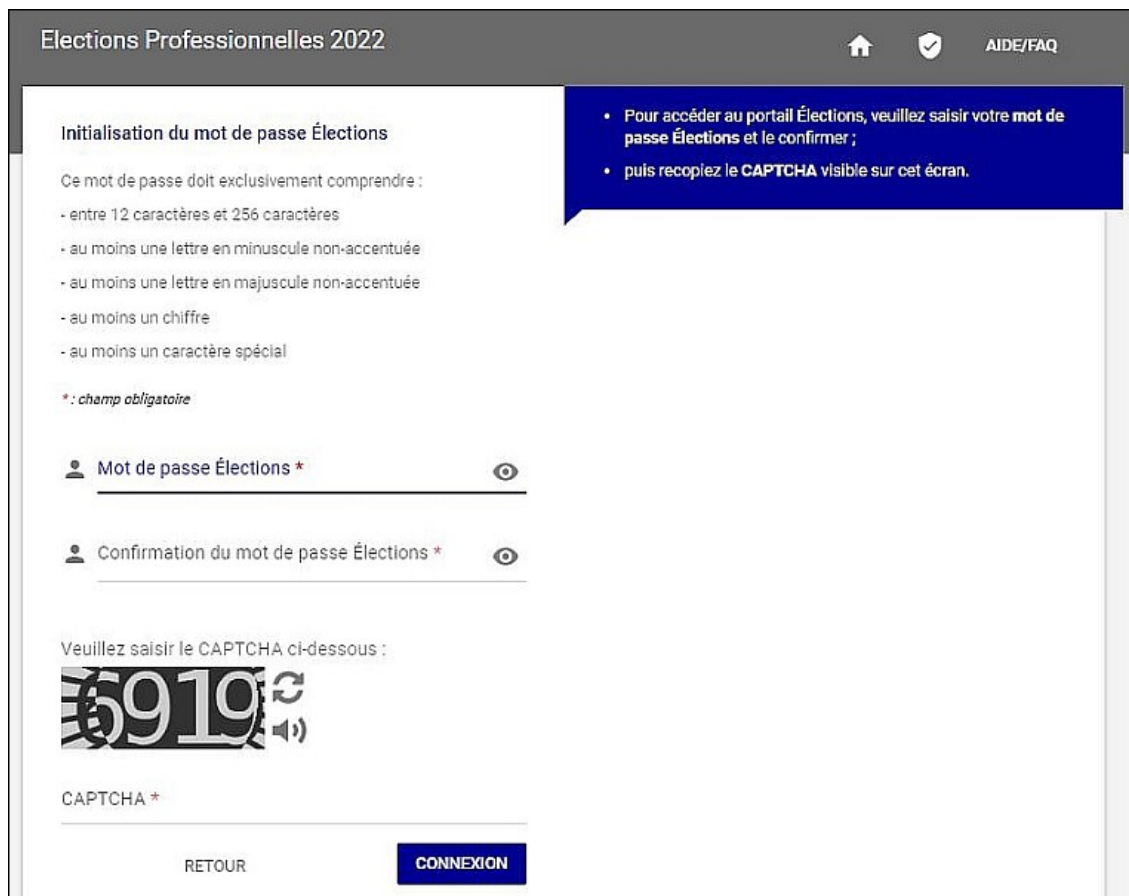 Elections Professionnelles 2022
AIDE/FAQ
Initialisation du mot de passe Élections
Ce mot de passe doit exclusivement comprendre :
- entre 12 caractères et 256 caractères
- au moins une lettre en minuscule non-accentuée
- au moins une lettre en majuscule non-accentuée
- au moins un chiffre
- au moins un caractère spécial
* : champ obligatoire
• Pour accéder au portail Élections, veuillez saisir votre mot de
passe Élections et le confirmer ;
• puis recopiez le CAPTCHA visible sur cet écran.
Mot de passe Élections *
Confirmation du mot de passe Élections *
Veuillez saisir le CAPTCHA ci-dessous :
6919
CAPTCHA *
RETOUR
CONNEXION